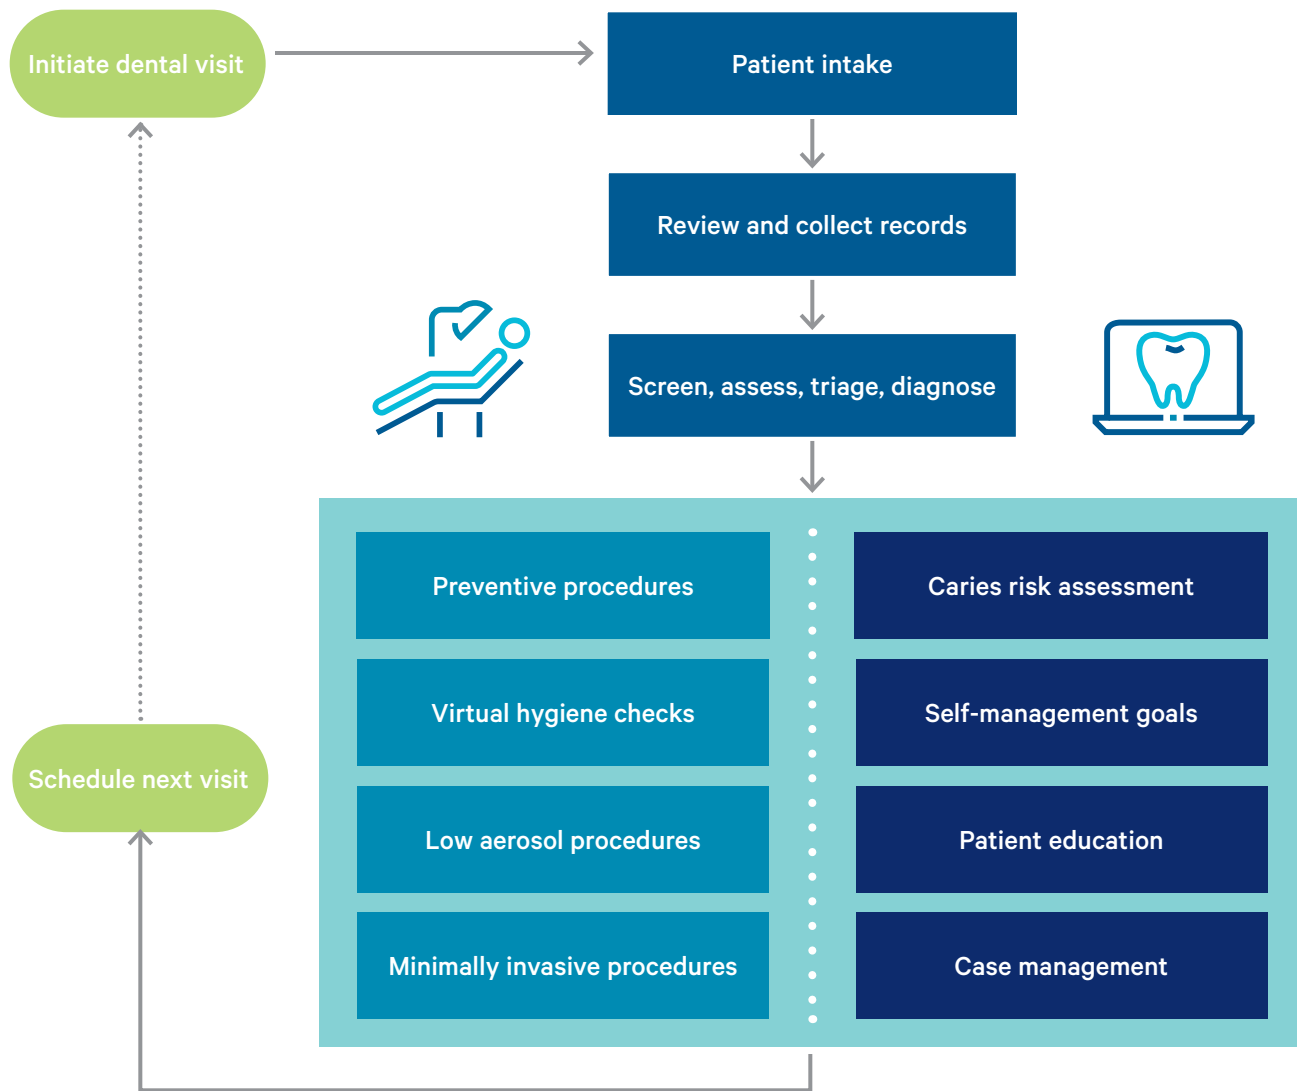 Initiate dental visit
Patient intake
Review and collect records
Screen, assess, triage, diagnose
Preventive procedures
Caries risk assessment
Virtual hygiene checks
Self-management goals
Schedule next visit
Low aerosol procedures
Patient education
Minimally invasive procedures
Case management